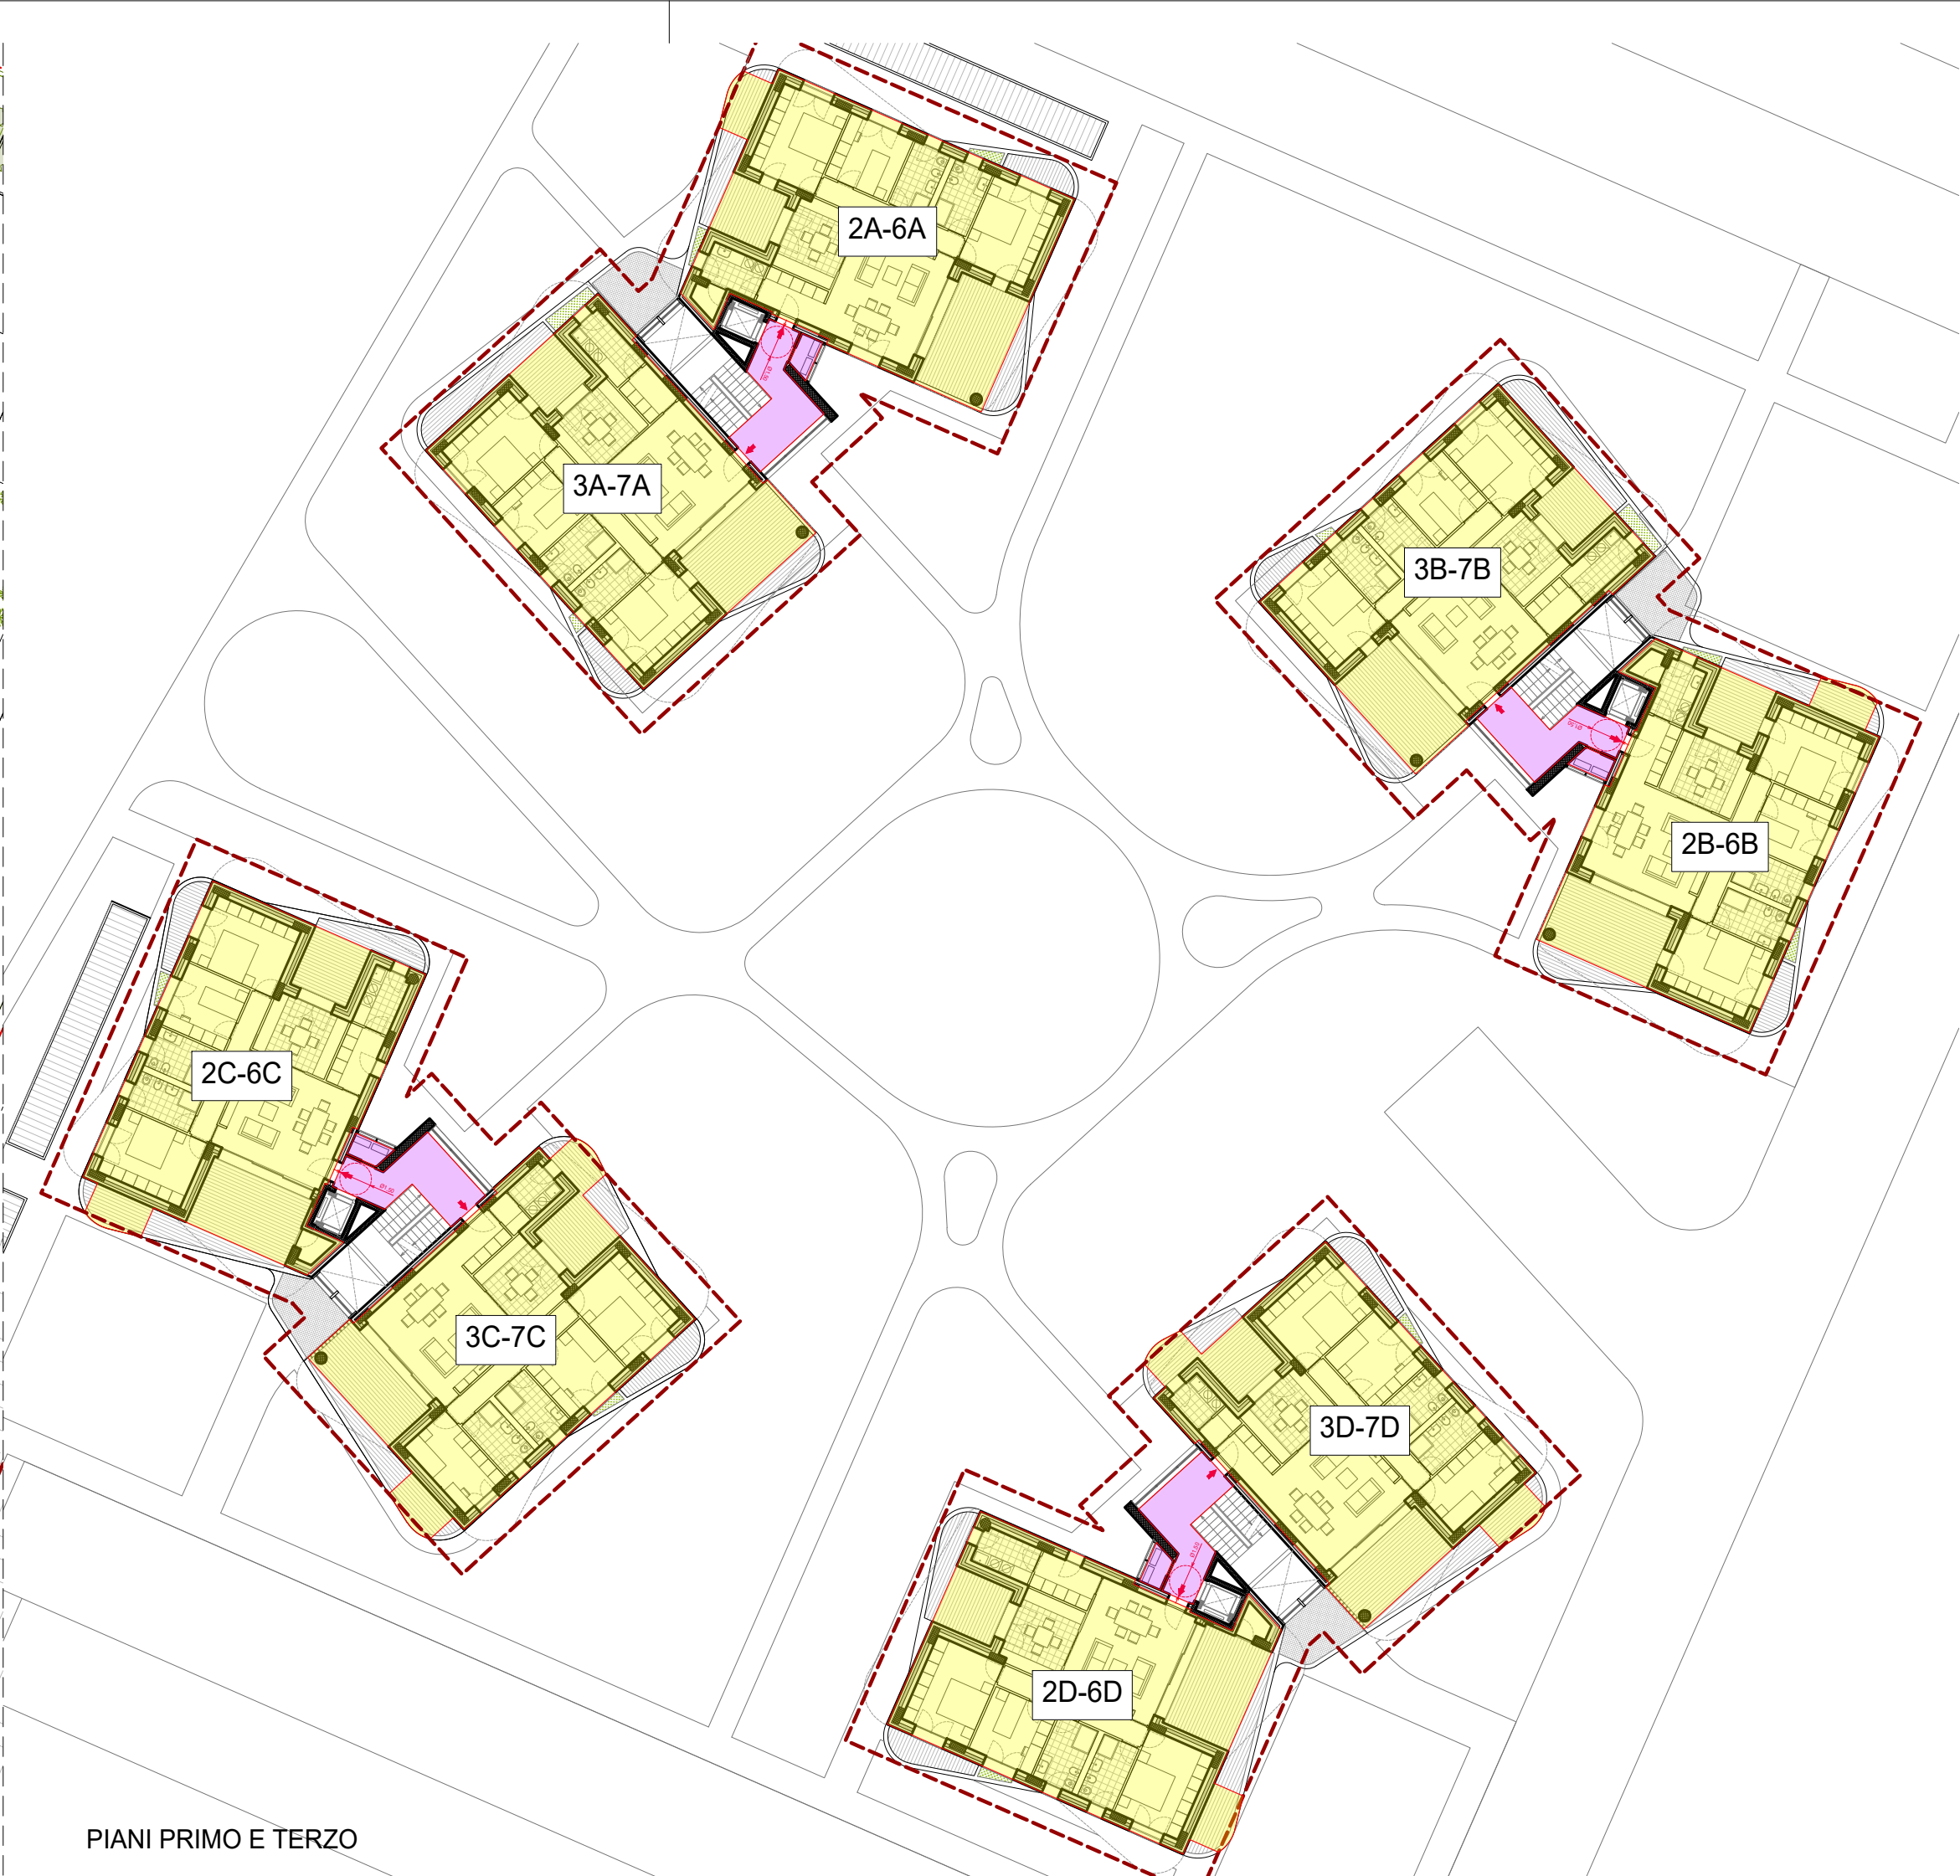 2A-6A
3A-7A
3B-7B
2B-6B
2C-6C
3C-7C
3D-7D
2D-6D
PIANI PRIMO E TERZO